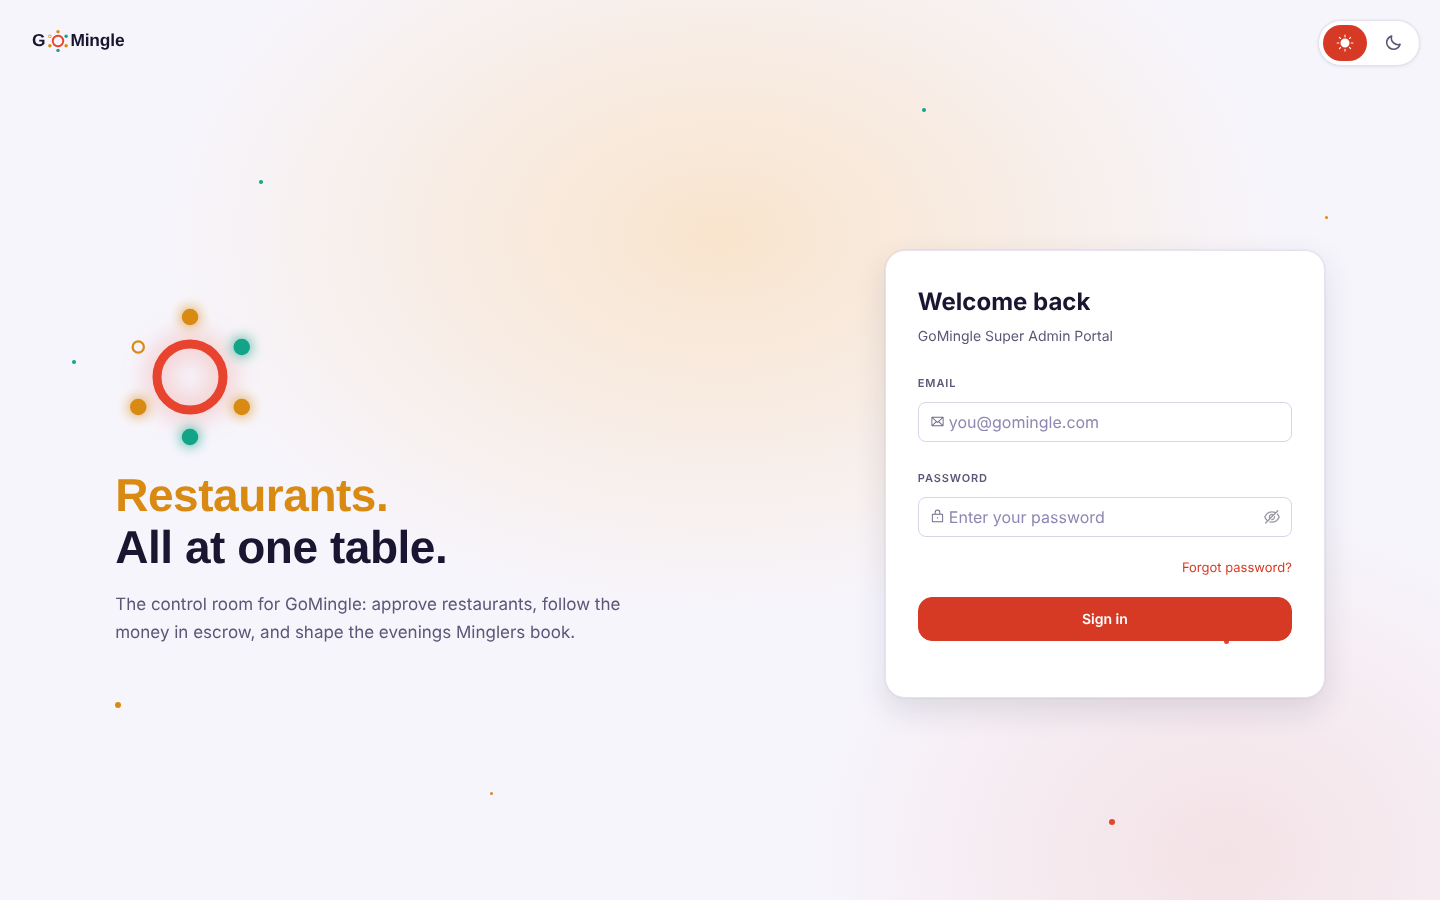 GoMingle
Restaurants.
All at one table.
The control room for GoMingle: approve restaurants, follow the
money in escrow, and shape the evenings Minglers book.
Welcome back
GoMingle Super Admin Portal
EMAIL
you@gomingle.com
PASSWORD
Enter your password
Forgot password?
Sign in